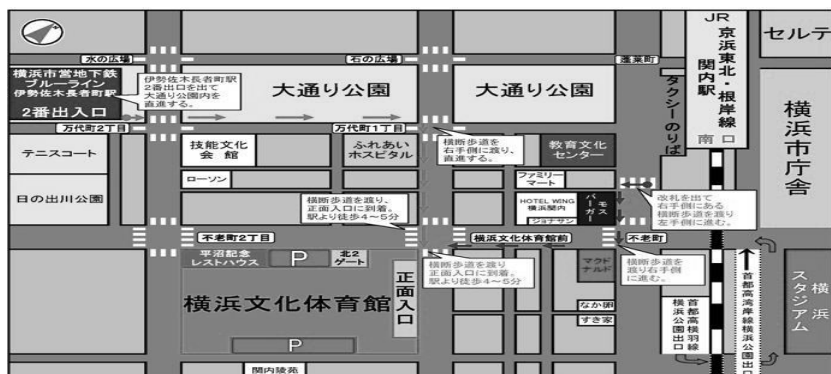 JR
京浜東北・根岸線
関内駅
南口
セルテ
水の広場
石の広場
蓬莱町
横浜市営地下鉄
ブルーライン
伊勢佐木長者町駅
2番出入口
伊勢佐木長者町駅
2番出口を出て
大通り公園内を
直進する。
大通り公園
大通り公園
タクシーのりば
横浜市庁舎
万代町2丁目
万代町1丁目
テニスコート
技能文化
会館
ふれあい
ホスピタル
横断歩道を
右手側に渡り、
直進する。
教育文化
センター
ローソン
ファミリー
マート
日の出川公園
横断歩道を渡り、
正面入口に到着。
駅より徒歩4〜5分
HOTEL WING
横浜関内
ジョナサン
モス
バーガー
改札を出て
右手側にある
横断歩道を渡り
左手側に進む。
不老町2丁目
横浜文化体育館前
不老町
平沼記念
レストハウス
P
北2
ゲート
正面入口
横断歩道を渡り
正面入口に到着。
駅より徒歩4〜5分
マクド
ナルド
横断歩道を
渡り右手側
に進む。
横浜文化体育館
なか卯
すき家
首都高横羽線
横浜公園出口
首都高湾岸線横浜公園出口
横浜
スタジアム
P
関内陵苑